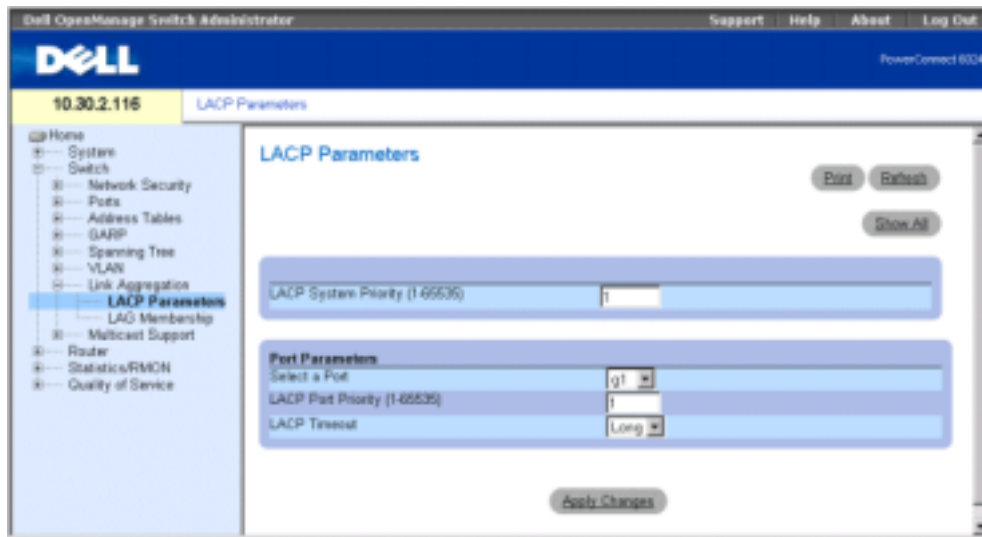 Dell OpenManage Switch Administrator
Support Help About Log Out
DELL
PowerConnect 6024
10.30.2.116
LACP Parameters
Home
System
Switch
Network Security
Ports
Address Tables
GARP
Spanning Tree
VLAN
Link Aggregation
LACP Parameters
LAG Membership
Multicast Support
Router
Statistics/RMON
Quality of Service
LACP Parameters
Print Refresh
Show All
LACP System Priority (1-65535) 1
Port Parameters
Select a Port g1
LACP Port Priority (1-65535) 1
LACP Timeout Long
Apply Changes